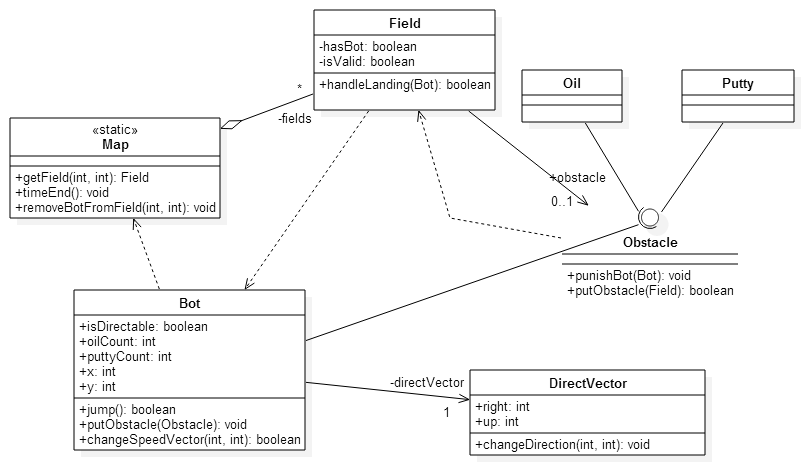 Field
-hasBot: boolean
-isValid: boolean
+handleLanding(Bot): boolean
Oil
Putty
*
-fields
«static»
Map
+getField(int, int): Field
+timeEnd(): void
+removeBotFromField(int, int): void
+obstacle
0..1
Obstacle
+punishBot(Bot): void
+putObstacle(Field): boolean
Bot
+isDirectable: boolean
+oilCount: int
+puttyCount: int
+x: int
+y: int
+jump(): boolean
+putObstacle(Obstacle): void
+changeSpeedVector(int, int): boolean
-directVector
1
DirectVector
+right: int
+up: int
+changeDirection(int, int): void